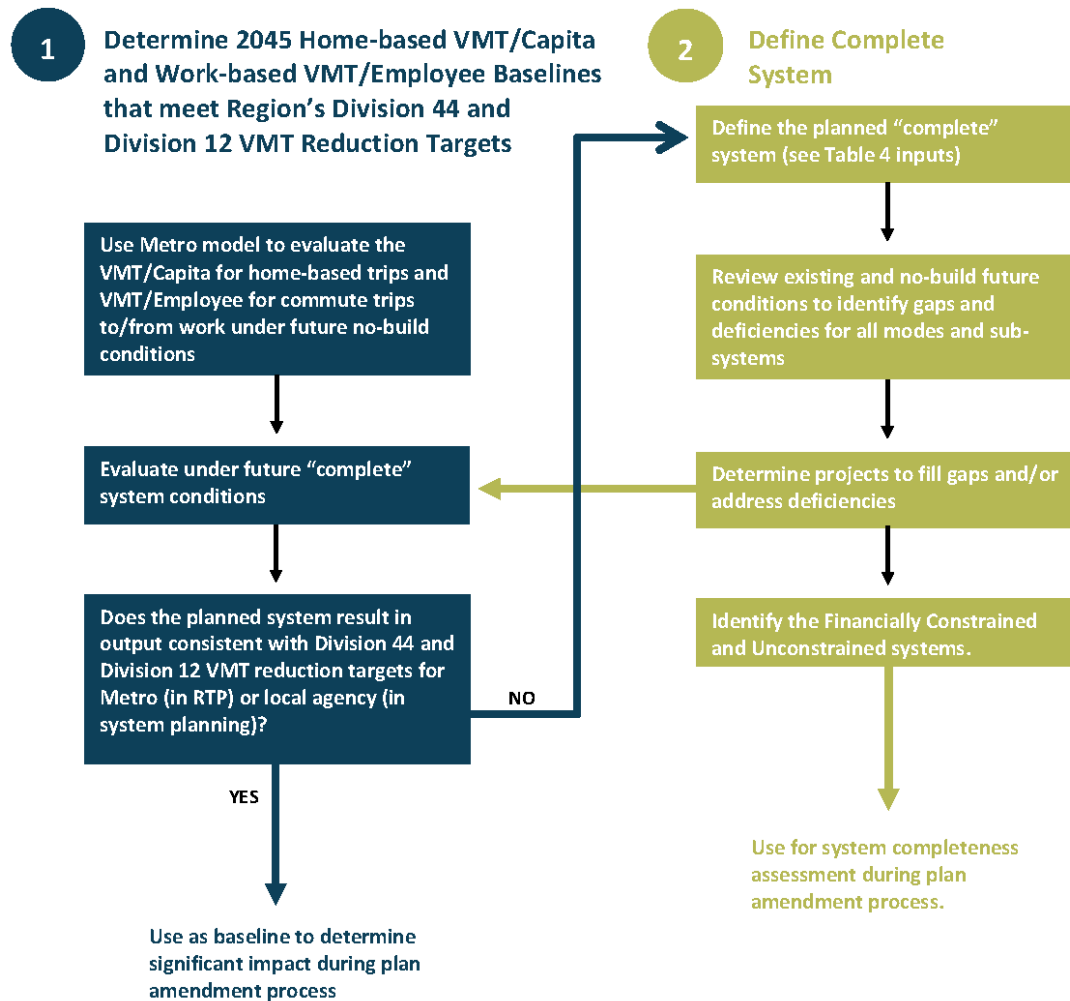 1
Determine 2045 Home-based VMT/Capita
and Work-based VMT/Employee Baselines
that meet Region's Division 44 and
Division 12 VMT Reduction Targets
Use Metro model to evaluate the
VMT/Capita for home-based trips and
VMT/Employee for commute trips
to/from work under future no-build
conditions
Evaluate under future “complete”
system conditions
Does the planned system result in
output consistent with Division 44 and
Division 12 VMT reduction targets for
Metro (in RTP) or local agency (in
system planning)?
NO
YES
Use as baseline to determine
significant impact during plan
amendment process
2
Define Complete
System
Define the planned “complete”
system (see Table 4 inputs)
Review existing and no-build future
conditions to identify gaps and
deficiencies for all modes and sub-
systems
Determine projects to fill gaps and/or
address deficiencies
Identify the Financially Constrained
and Unconstrained systems.
Use for system completeness
assessment during plan
amendment process.